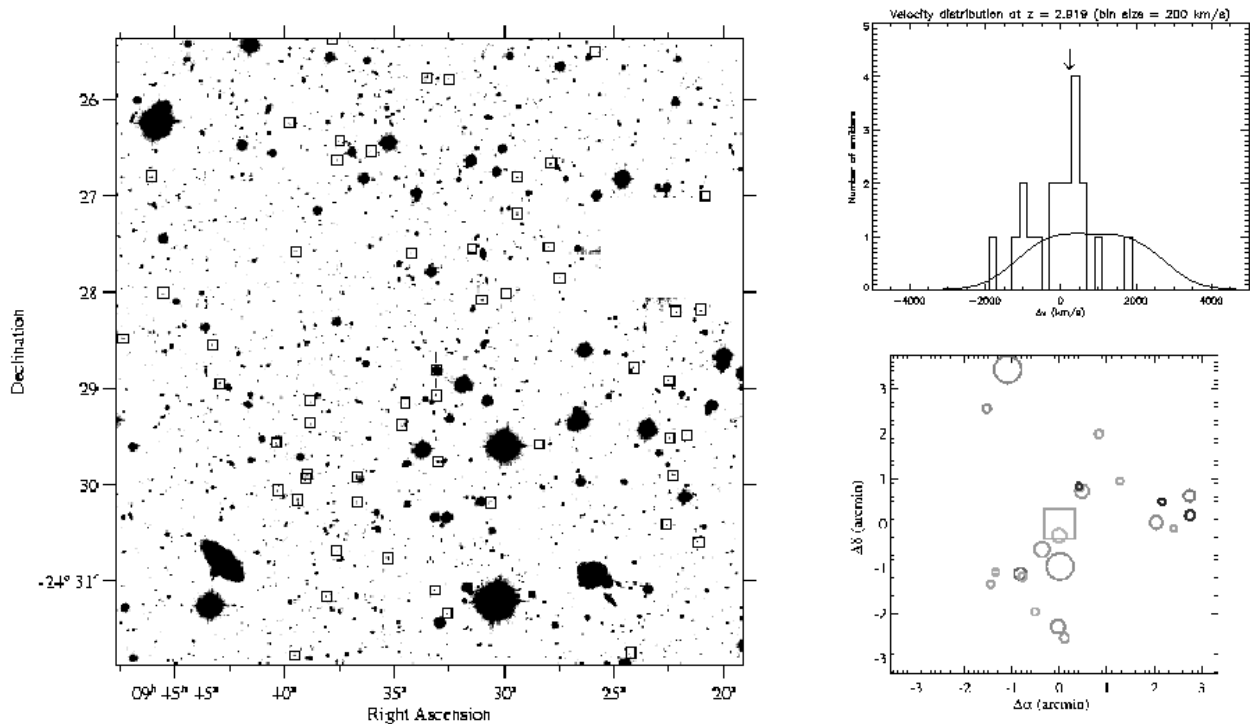 26
27
28
29
30
-24° 31'
Declination
09ʰ 45ᵐ 45ˢ
40ˢ
35ˢ
30ˢ
25ˢ
20ˢ
Right Ascension
Velocity distribution at z = 2.919 (bin size = 200 km/s)
5
4
3
2
1
0
Number of emitters
-4000
-2000
0
2000
4000
Δv (km/s)
3
2
1
0
-1
-2
-3
Δδ (arcmin)
-3
-2
-1
0
1
2
3
Δα (arcmin)